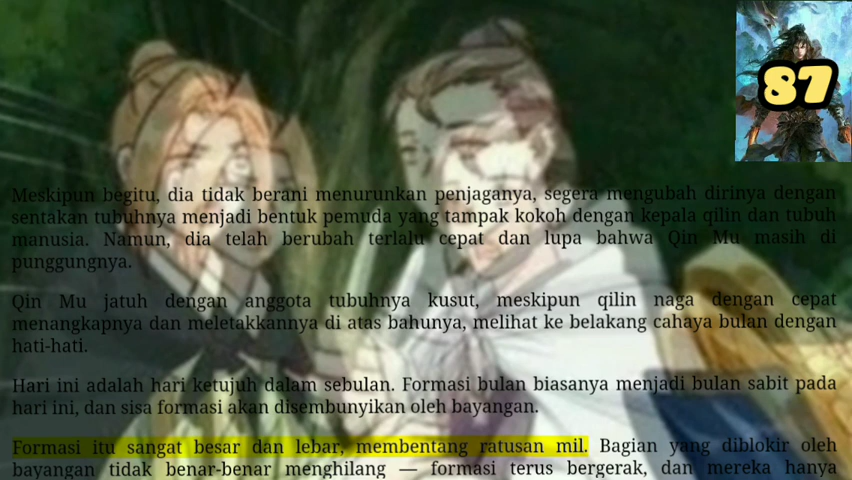 87
Meskipun begitu, dia tidak berani menurunkan penjaganya, segera mengubah dirinya dengan
sentakan tubuhnya menjadi bentuk pemuda yang tampak kokoh dengan kepala qilin dan tubuh
manusia. Namun, dia telah berubah terlalu cepat dan lupa bahwa Qin Mu masih di
punggungnya.
Qin Mu jatuh dengan anggota tubuhnya kusut, meskipun qilin naga dengan cepat
menangkapnya dan meletakkannya di atas bahunya, melihat ke belakang cahaya bulan dengan
hati-hati.
Hari ini adalah hari ketujuh dalam sebulan. Formasi bulan biasanya menjadi bulan sabit pada
hari ini, dan sisa formasi akan disembunyikan oleh bayangan.
Formasi itu sangat besar dan lebar, membentang ratusan mil. Bagian yang diblokir oleh
bayangan tidak benar-benar menghilang — formasi terus bergerak, dan mereka hanya